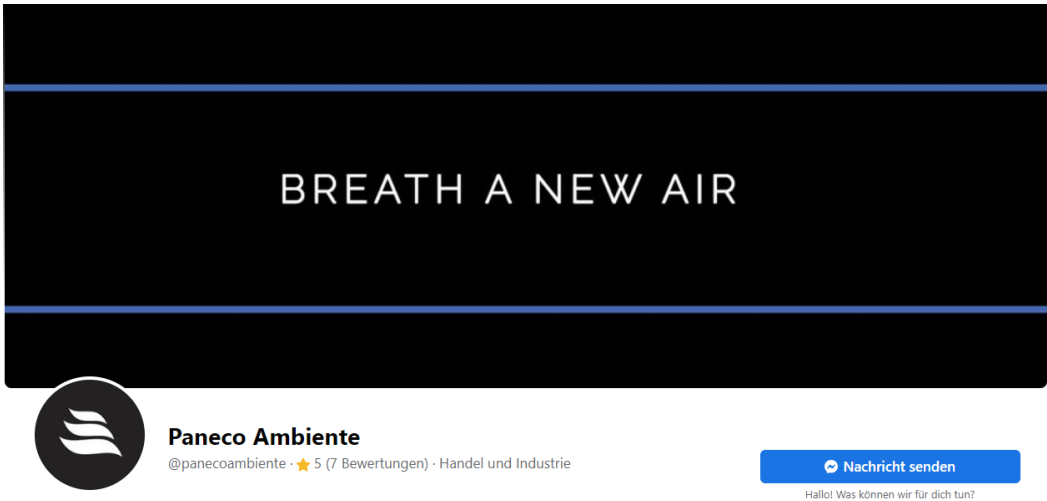 BREATH A NEW AIR
Paneco Ambiente
@panecoambiente · 5 (7 Bewertungen) · Handel und Industrie
Nachricht senden
Hallo! Was können wir für dich tun?